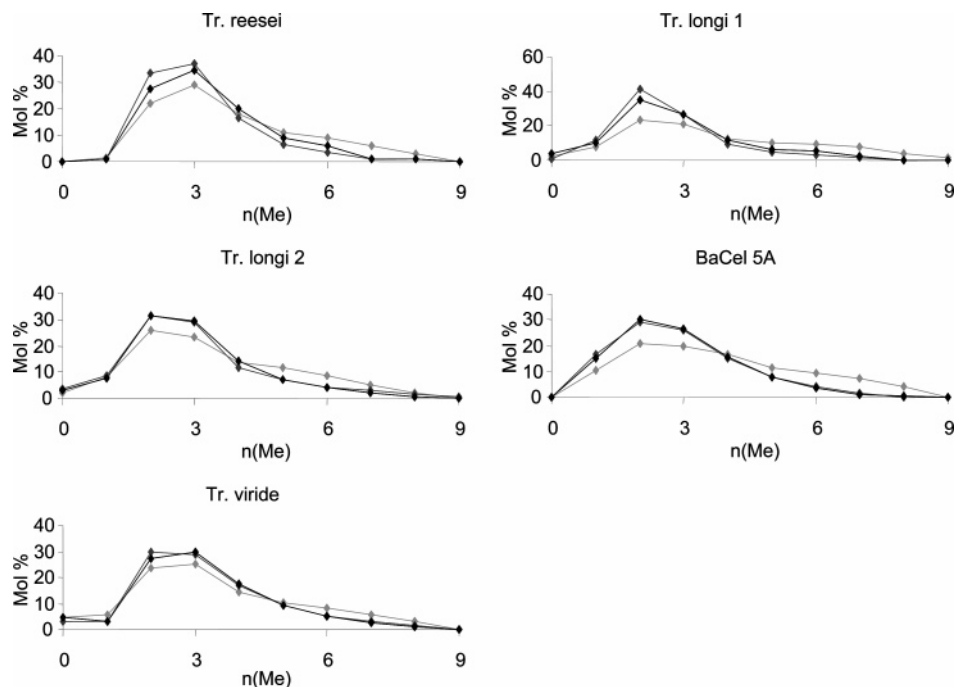 Tr. reesei
Mol %
40
30
20
10
0
0 3 6 9
n(Me)
Tr. longi 1
Mol %
60
40
20
0
0 3 6 9
n(Me)
Tr. longi 2
Mol %
40
30
20
10
0
0 3 6 9
n(Me)
BaCel 5A
Mol %
40
30
20
10
0
0 3 6 9
n(Me)
Tr. viride
Mol %
40
30
20
10
0
0 3 6 9
n(Me)